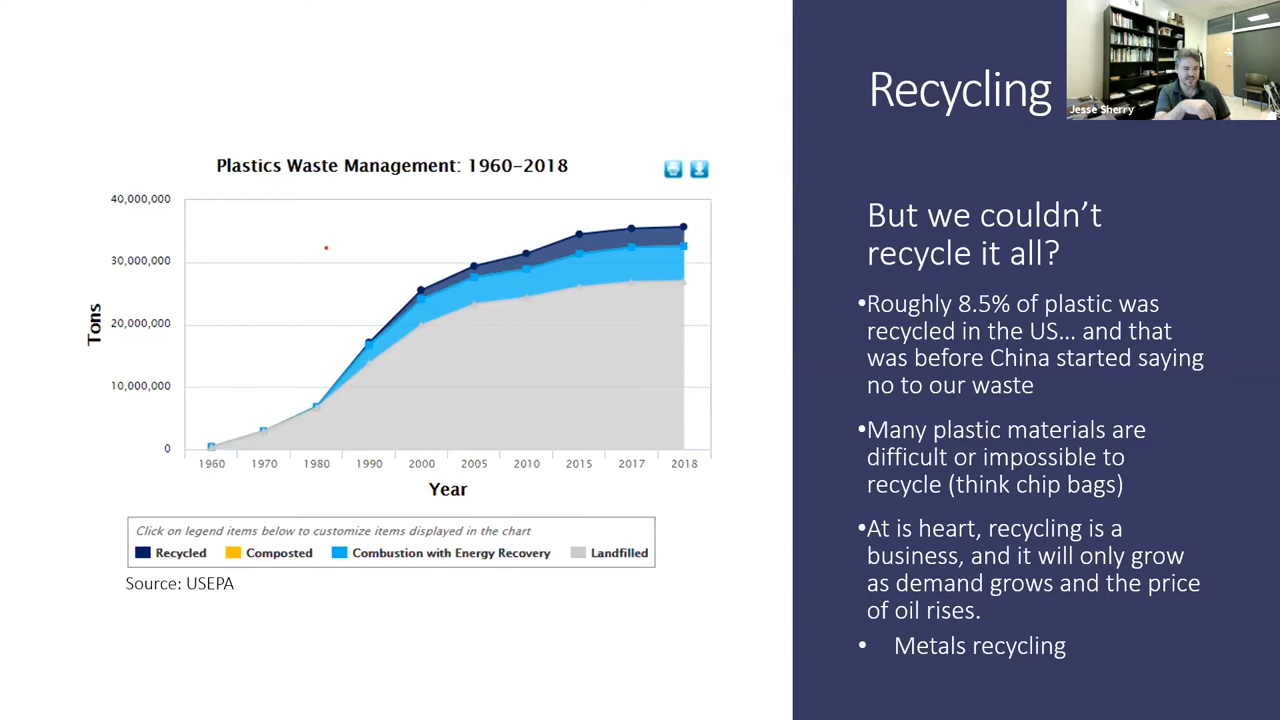 Recycling
Jesse Sherry
Plastics Waste Management: 1960-2018
40,000,000
30,000,000
20,000,000
10,000,000
0
Tons
1960 1970 1980 1990 2000 2005 2010 2015 2017 2018
Year
Click on legend items below to customize items displayed in the chart
Recycled Composted Combustion with Energy Recovery Landfilled
Source: USEPA
But we couldn't
recycle it all?
•Roughly 8.5% of plastic was
recycled in the US... and that
was before China started saying
no to our waste
•Many plastic materials are
difficult or impossible to
recycle (think chip bags)
•At is heart, recycling is a
business, and it will only grow
as demand grows and the price
of oil rises.
• Metals recycling